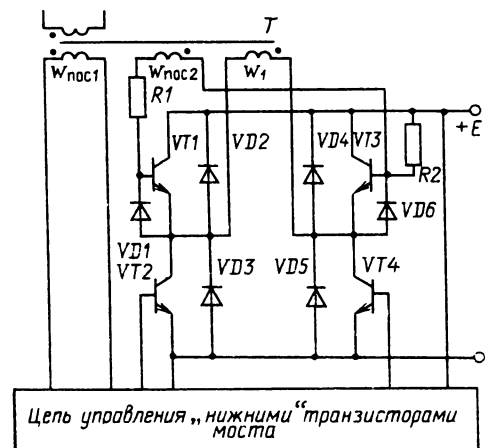 T
Wпос1
Wпос2
W1
R1
+E
VT1
VD2
VD4
VT3
R2
VD6
VD1
VT2
VD3
VD5
VT4
Цепь управления „нижними“ транзисторами
моста